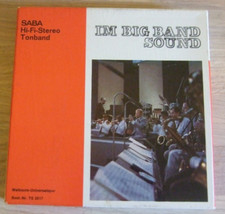 SABA
Hi-Fi-Stereo
Tonband
IM BIG BAND
SOUND